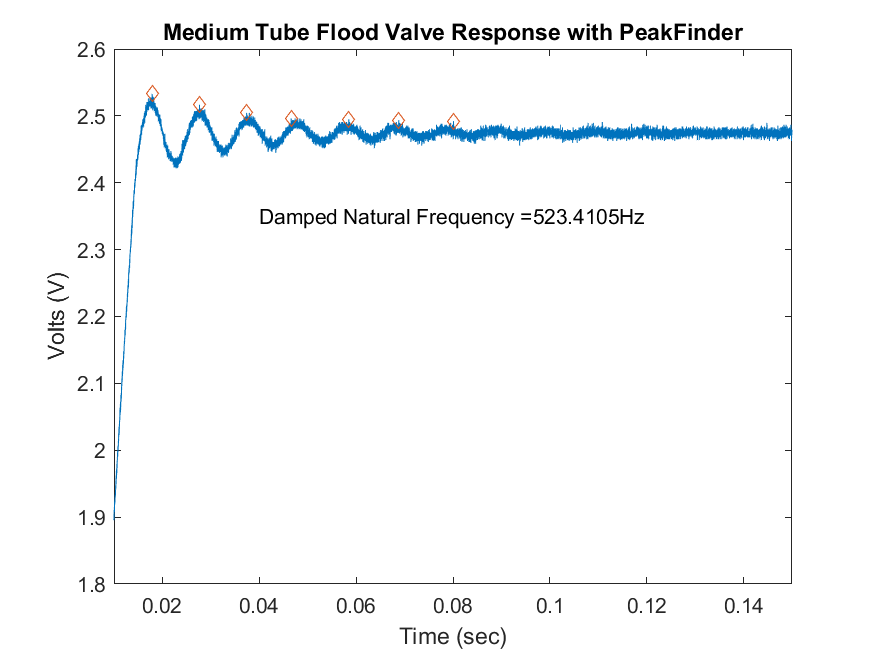 Medium Tube Flood Valve Response with PeakFinder
2.6
2.5
2.4
2.3
2.2
2.1
2
1.9
1.8
Volts (V)
Damped Natural Frequency =523.4105Hz
0.02 0.04 0.06 0.08 0.1 0.12 0.14
Time (sec)